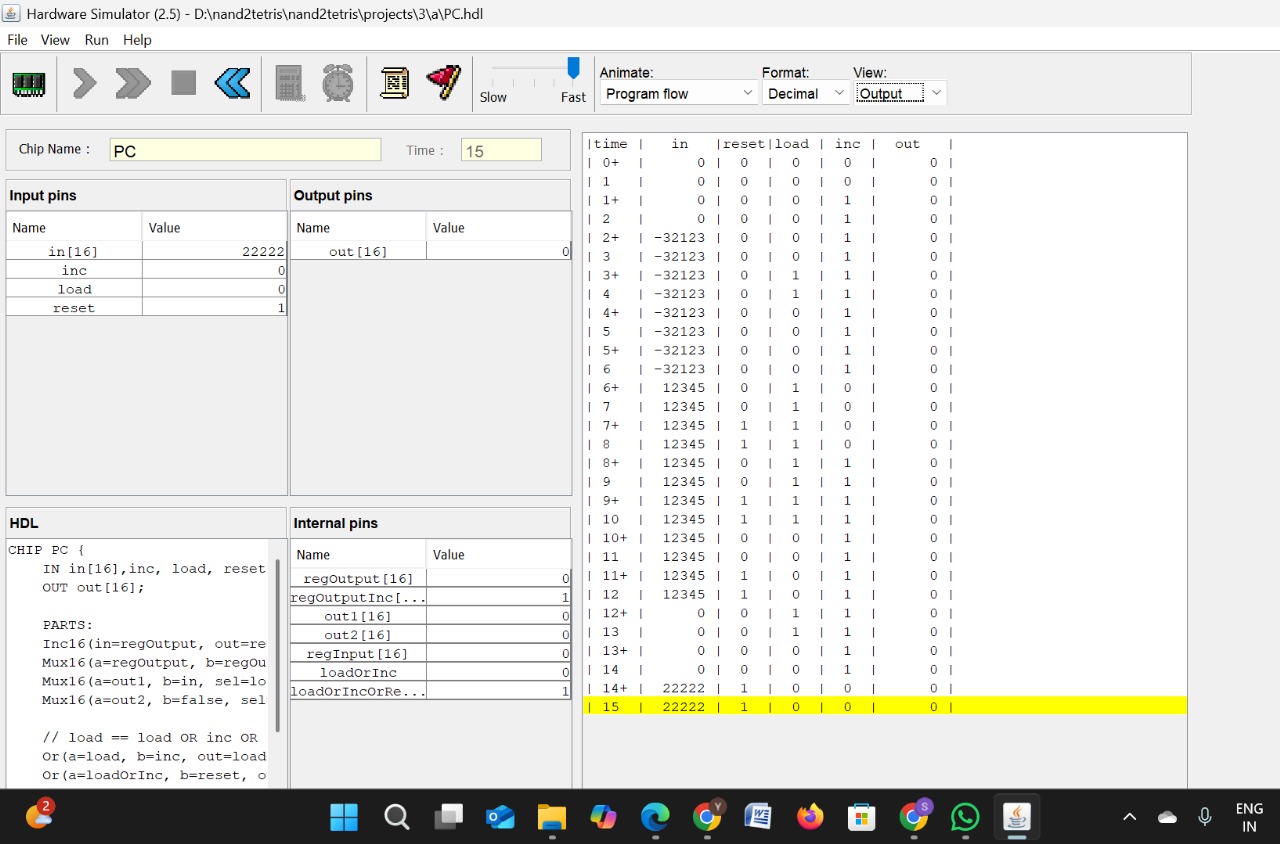 Hardware Simulator (2.5) - D:\nand2tetris\nand2tetris\projects\3\a\PC.hdl
File View Run Help
Slow Fast
Animate: Format: View:
Program flow Decimal Output
Chip Name : PC Time : 15
Input pins
Name Value
in[16] 22222
inc 0
load 0
reset 1
Output pins
Name Value
out[16] 0
HDL
CHIP PC {
IN in[16],inc, load, reset
OUT out[16];
PARTS:
Inc16(in=regOutput, out=re
Mux16(a=regOutput, b=regOu
Mux16(a=out1, b=in, sel=lo
Mux16(a=out2, b=false, sel
// load == load OR inc OR
Or(a=load, b=inc, out=load
Or(a=loadOrInc, b=reset, o
Internal pins
Name Value
regOutput[16] 0
regOutputInc[... 1
out1[16] 0
out2[16] 0
regInput[16] 0
loadOrInc 0
loadOrIncOrRe... 1
|time | in |reset|load | inc | out |
| 0+ | 0 | 0 | 0 | 0 | 0 |
| 1 | 0 | 0 | 0 | 0 | 0 |
| 1+ | 0 | 0 | 0 | 1 | 0 |
| 2 | 0 | 0 | 0 | 1 | 0 |
| 2+ | -32123 | 0 | 0 | 1 | 0 |
| 3 | -32123 | 0 | 0 | 1 | 0 |
| 3+ | -32123 | 0 | 1 | 1 | 0 |
| 4 | -32123 | 0 | 1 | 1 | 0 |
| 4+ | -32123 | 0 | 0 | 1 | 0 |
| 5 | -32123 | 0 | 0 | 1 | 0 |
| 5+ | -32123 | 0 | 0 | 1 | 0 |
| 6 | -32123 | 0 | 0 | 1 | 0 |
| 6+ | 12345 | 0 | 1 | 0 | 0 |
| 7 | 12345 | 0 | 1 | 0 | 0 |
| 7+ | 12345 | 1 | 1 | 0 | 0 |
| 8 | 12345 | 1 | 1 | 0 | 0 |
| 8+ | 12345 | 0 | 1 | 1 | 0 |
| 9 | 12345 | 0 | 1 | 1 | 0 |
| 9+ | 12345 | 1 | 1 | 1 | 0 |
| 10 | 12345 | 1 | 1 | 1 | 0 |
| 10+ | 12345 | 0 | 0 | 1 | 0 |
| 11 | 12345 | 0 | 0 | 1 | 0 |
| 11+ | 12345 | 1 | 0 | 1 | 0 |
| 12 | 12345 | 1 | 0 | 1 | 0 |
| 12+ | 0 | 0 | 1 | 1 | 0 |
| 13 | 0 | 0 | 1 | 1 | 0 |
| 13+ | 0 | 0 | 0 | 1 | 0 |
| 14 | 0 | 0 | 0 | 1 | 0 |
| 14+ | 22222 | 1 | 0 | 0 | 0 |
| 15 | 22222 | 1 | 0 | 0 | 0 |
2
Y
S
ENG
IN